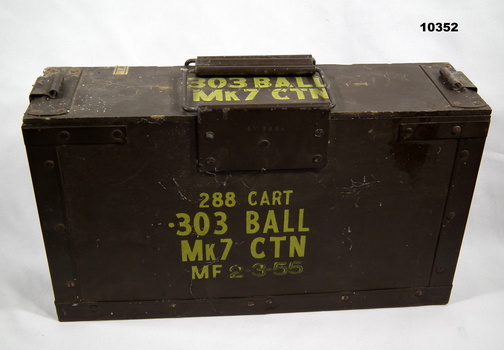 10352
303 BALL
MK7 CTN
288 CART
·303 BALL
MK7 CTN
MF 2-3-55